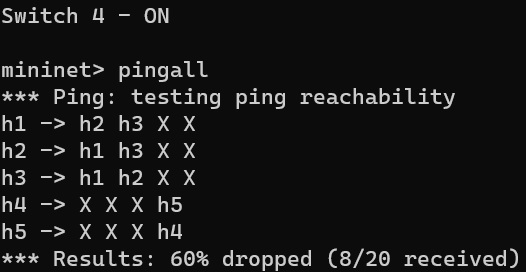 Switch 4 - ON
mininet> pingall
*** Ping: testing ping reachability
h1 -> h2 h3 X X
h2 -> h1 h3 X X
h3 -> h1 h2 X X
h4 -> X X X h5
h5 -> X X X h4
*** Results: 60% dropped (8/20 received)